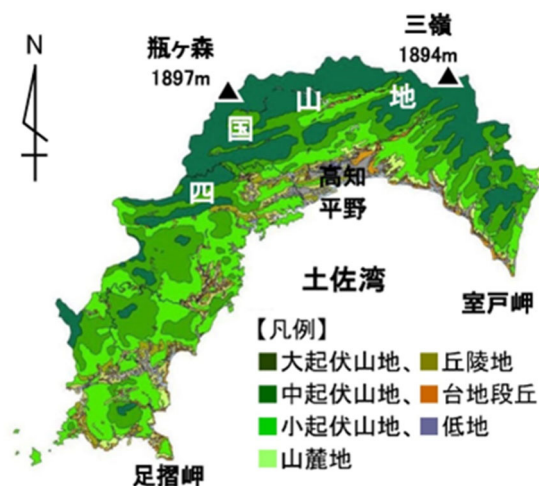 N
瓶ヶ森
1897m
三嶺
1894m
四国山地
高知
平野
土佐湾
室戸岬
足摺岬
【凡例】
大起伏山地、 丘陵地
中起伏山地、 台地段丘
小起伏山地、 低地
山麓地